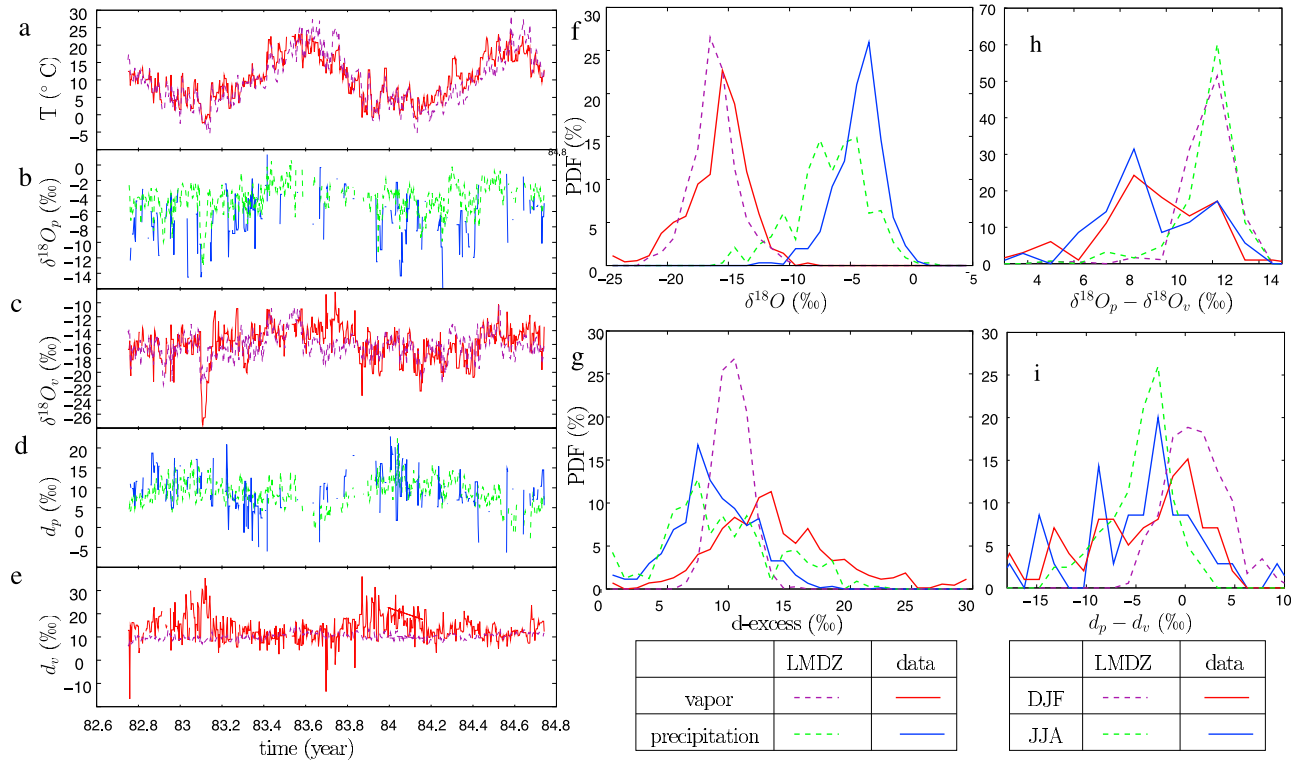 a
T (° C)
30
25
20
15
10
5
0
−5
b
δ18Op (‰)
0
−2
−4
−6
−8
−10
−12
−14
84,8
c
δ18Ov (‰)
−10
−12
−14
−16
−18
−20
−22
−24
−26
−28
d
dp (‰)
20
15
10
5
0
−5
e
dv (‰)
30
20
10
0
−10
82.6 82.8 83 83.2 83.4 83.6 83.8 84 84.2 84.4 84.6 84.8
time (year)
f
PDF (%)
30
25
20
15
10
5
0
−25 −20 −15 −10 −5 0 5
δ18O (‰)
h
70
60
50
40
30
20
10
0
4 6 8 10 12 14
δ18Op − δ18Ov (‰)
g
PDF (%)
30
25
20
15
10
5
0
0 5 10 15 20 25 30
d-excess (‰)
i
30
25
20
15
10
5
0
−15 −10 −5 0 5 10
dp − dv (‰)
LMDZ data
vapor
precipitation
LMDZ data
DJF
JJA